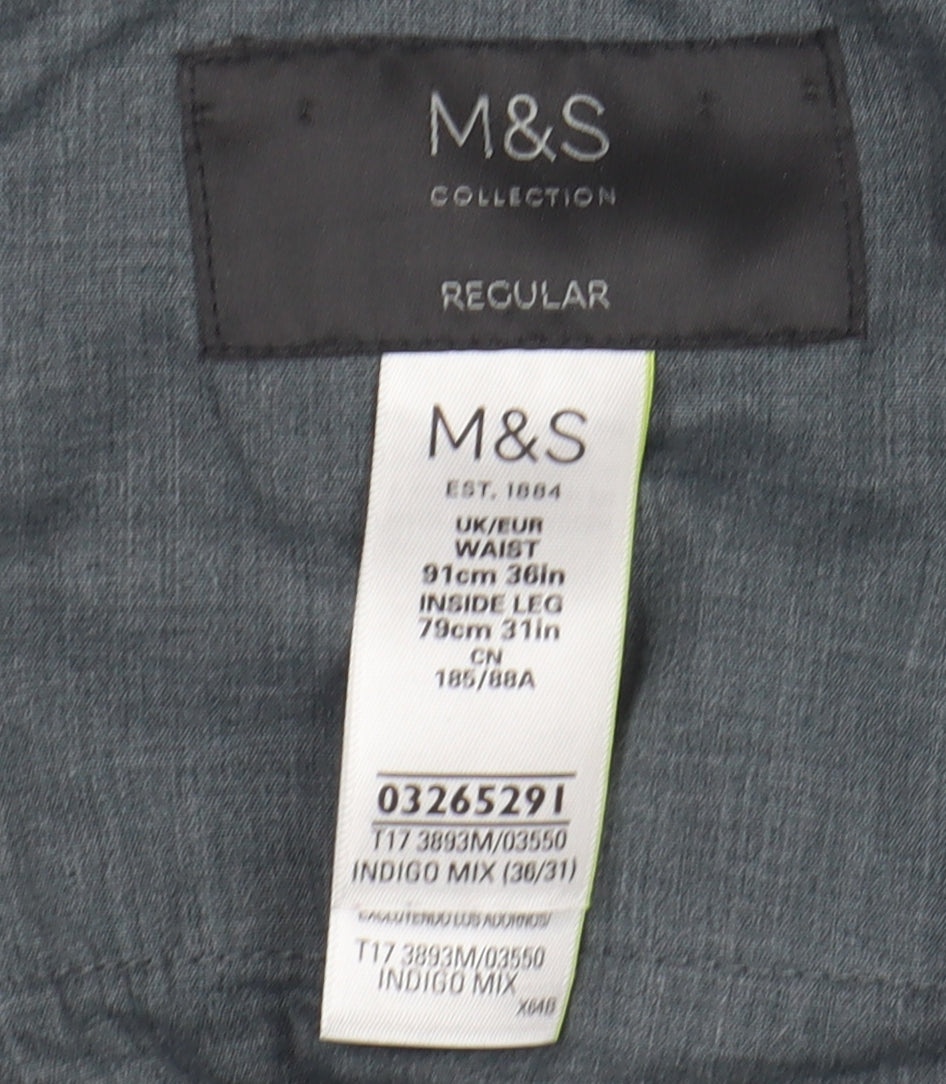 M&S
COLLECTION
REGULAR
M&S
EST. 1884
UK/EUR
WAIST
91cm 36in
INSIDE LEG
79cm 31in
CN
185/88A
03265291
T17 3893M/03550
INDIGO MIX (36/31)
T17 3893M/03550
INDIGO MIX